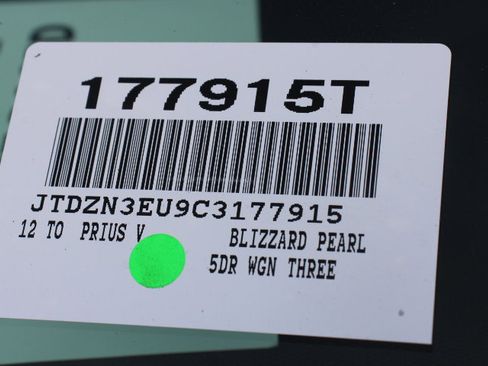 177915T
JTDZN3EU9C3177915
12 TO PRIUS V BLIZZARD PEARL
5DR WGN THREE